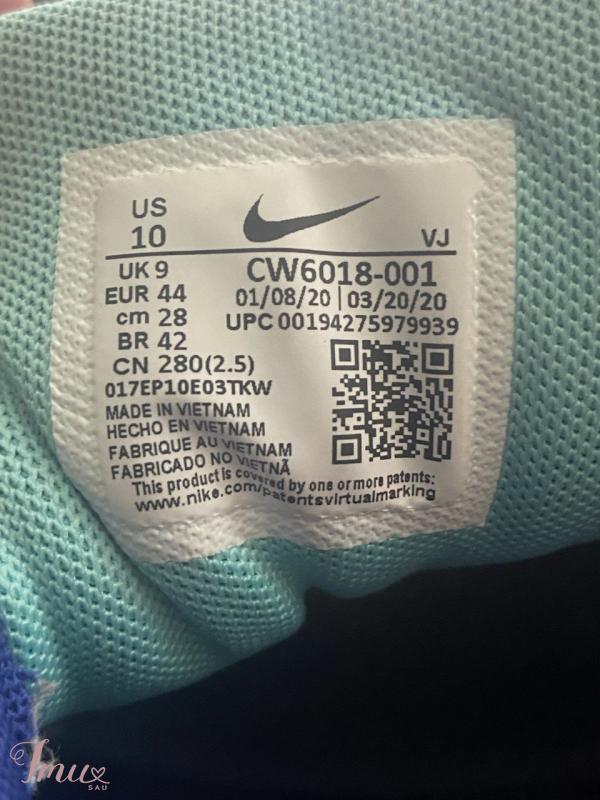 US
10
VJ
UK 9
CW6018-001
EUR 44
01/08/20 | 03/20/20
cm 28
UPC 00194275979939
BR 42
CN 280(2.5)
017EP10E03TKW
MADE IN VIETNAM
HECHO EN VIETNAM
FABRIQUE AU VIETNAM
FABRICADO NO VIETNÃ
This product is covered by one or more patents:
www.nike.com/patentsvirtualmarking
Imux
SAU